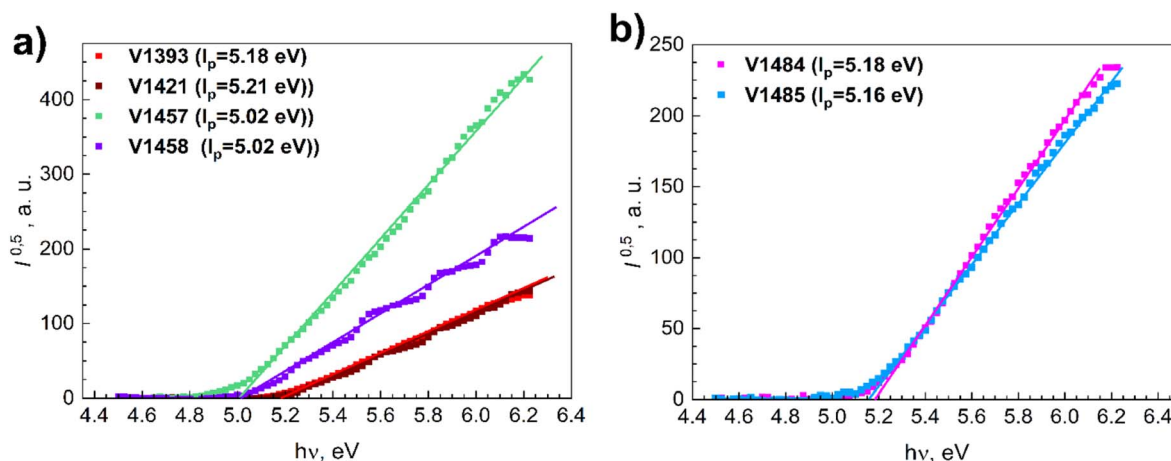 a)
V1393 (Ip=5.18 eV)
V1421 (Ip=5.21 eV)
V1457 (Ip=5.02 eV))
V1458 (Ip=5.02 eV))
I 0,5, a. u.
400
300
200
100
0
4.4 4.6 4.8 5.0 5.2 5.4 5.6 5.8 6.0 6.2 6.4
hν, eV
b)
V1484 (Ip=5.18 eV)
V1485 (Ip=5.16 eV)
I 0,5, a. u.
250
200
150
100
50
0
4.4 4.6 4.8 5.0 5.2 5.4 5.6 5.8 6.0 6.2 6.4
hν, eV